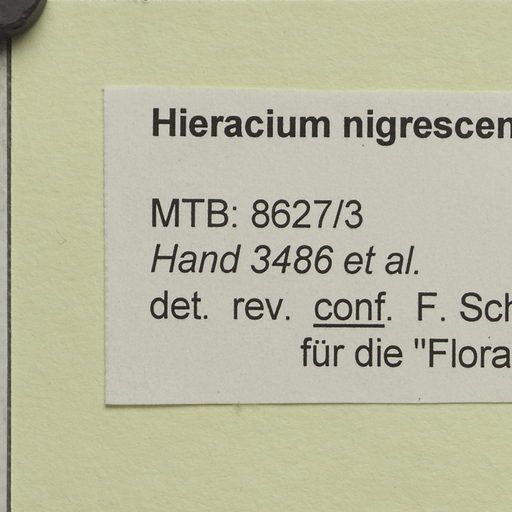 Hieracium nigrescen
MTB: 8627/3
Hand 3486 et al.
det. rev. conf. F. Sch
für die "Flora